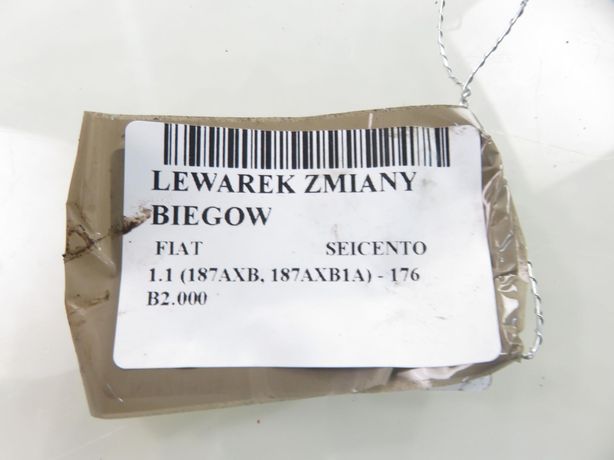 LEWAREK ZMIANY
BIEGOW
FIAT SEICENTO
1.1 (187AXB, 187AXB1A) - 176
B2.000